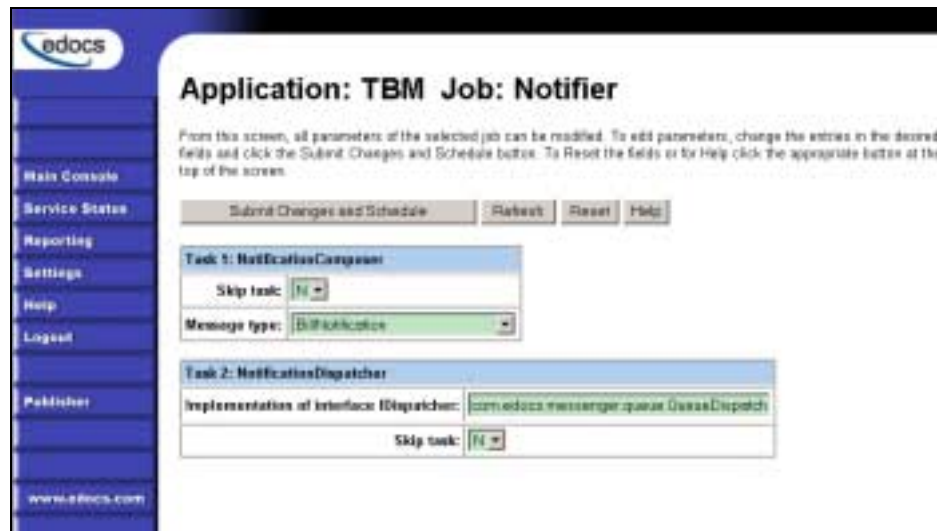 edocs
Application: TBM Job: Notifier
From this screen, all parameters of the selected job can be modified. To edit parameters, change the entries in the desired
fields and click the Submit Changes and Schedule button. To Reset the fields or for Help click the appropriate button at the
top of the screen.
Main Console
Service Status
Reporting
Settings
Help
Logout
Publisher
www.edocs.com
Submit Changes and Schedule Refresh Reset Help
Task 1: NotificationComposer
Skip task: N
Message type: BillNotification
Task 2: NotificationDispatcher
Implementation of interface IDispatcher: com.edocs.messenger.queue.QueueDispatch
Skip task: N